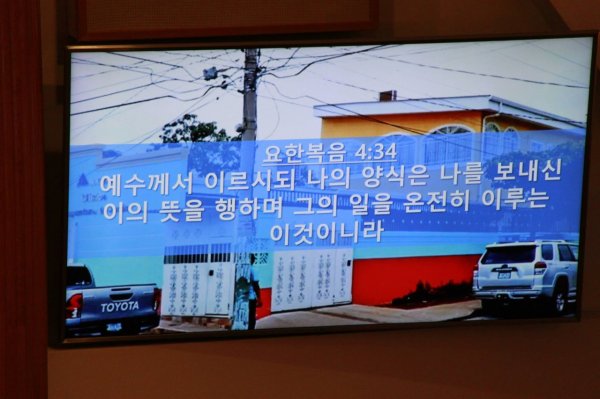 요한복음 4:34
예수께서 이르시되 나의 양식은 나를 보내신
이의 뜻을 행하며 그의 일을 온전히 이루는
이것이니라
TOYOTA